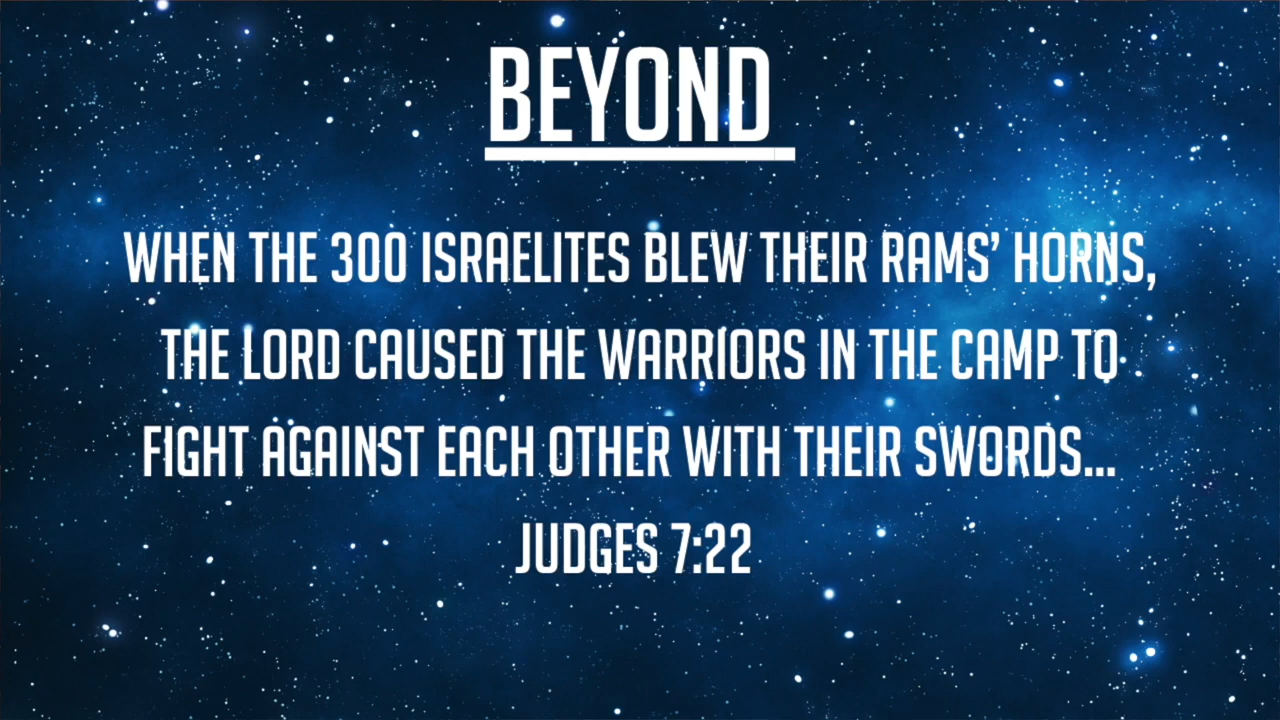 BEYOND
WHEN THE 300 ISRAELITES BLEW THEIR RAMS’ HORNS,
THE LORD CAUSED THE WARRIORS IN THE CAMP TO
FIGHT AGAINST EACH OTHER WITH THEIR SWORDS...
JUDGES 7:22